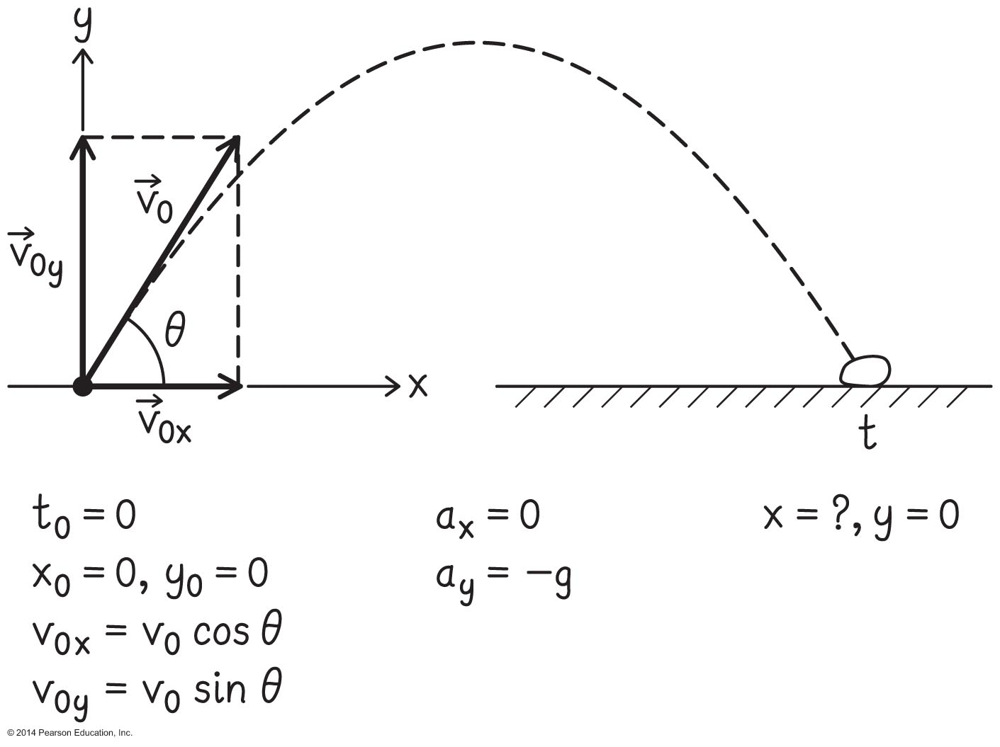 y
v⃗₀
v⃗₀y
θ
x
v⃗₀x
t
t₀ = 0
aₓ = 0
x = ?, y = 0
x₀ = 0, y₀ = 0
a_y = −g
v₀ₓ = v₀ cos θ
v₀y = v₀ sin θ
© 2014 Pearson Education, Inc.